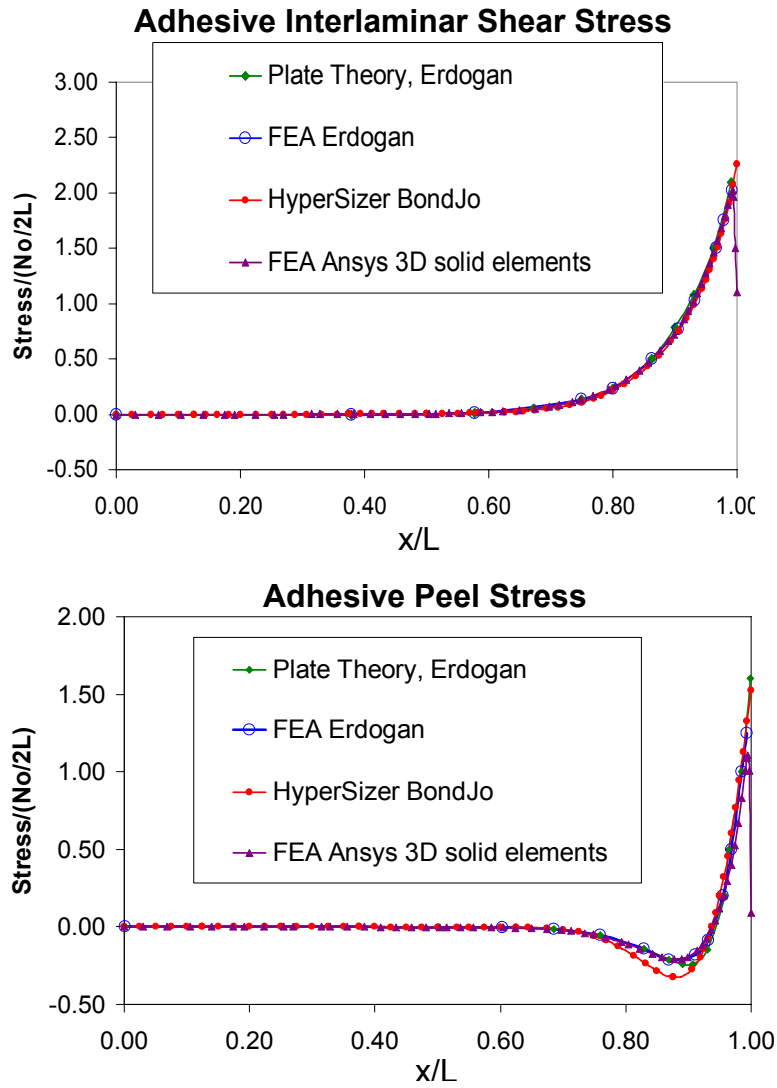 Adhesive Interlaminar Shear Stress
Plate Theory, Erdogan
FEA Erdogan
HyperSizer BondJo
FEA Ansys 3D solid elements
Stress/(No/2L)
3.00
2.50
2.00
1.50
1.00
0.50
0.00
-0.50
0.00 0.20 0.40 0.60 0.80 1.00
x/L
Adhesive Peel Stress
Plate Theory, Erdogan
FEA Erdogan
HyperSizer BondJo
FEA Ansys 3D solid elements
Stress/(No/2L)
2.00
1.50
1.00
0.50
0.00
-0.50
0.00 0.20 0.40 0.60 0.80 1.00
x/L